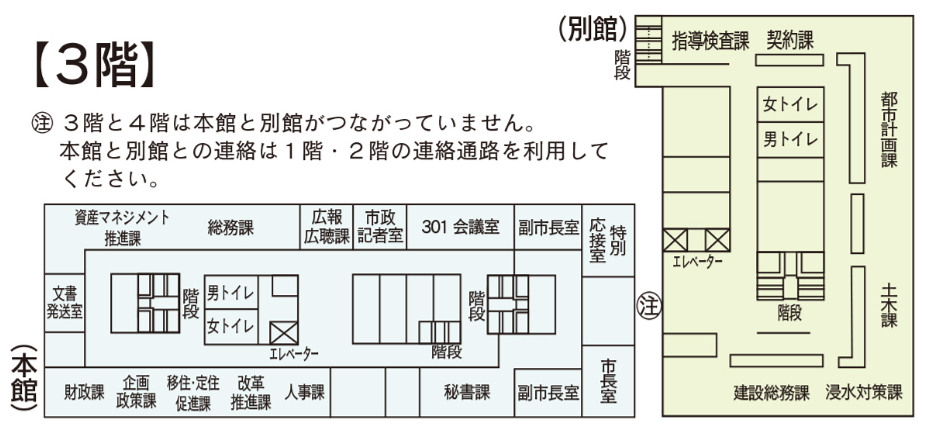 【3階】
(別館)
注 3階と4階は本館と別館がつながっていません。
本館と別館との連絡は1階・2階の連絡通路を利用して
ください。
資産マネジメント
推進課
総務課
広報
広聴課
市政
記者室
301 会議室
副市長室
特別
応接室
文書
発送室
階段
男トイレ
女トイレ
エレベーター
階段
階段
(本館)
財政課
企画
政策課
移住・定住
促進課
改革
推進課
人事課
秘書課
副市長室
市長室
注
階段
指導検査課
契約課
女トイレ
男トイレ
都市計画課
エレベーター
階段
土木課
建設総務課
浸水対策課